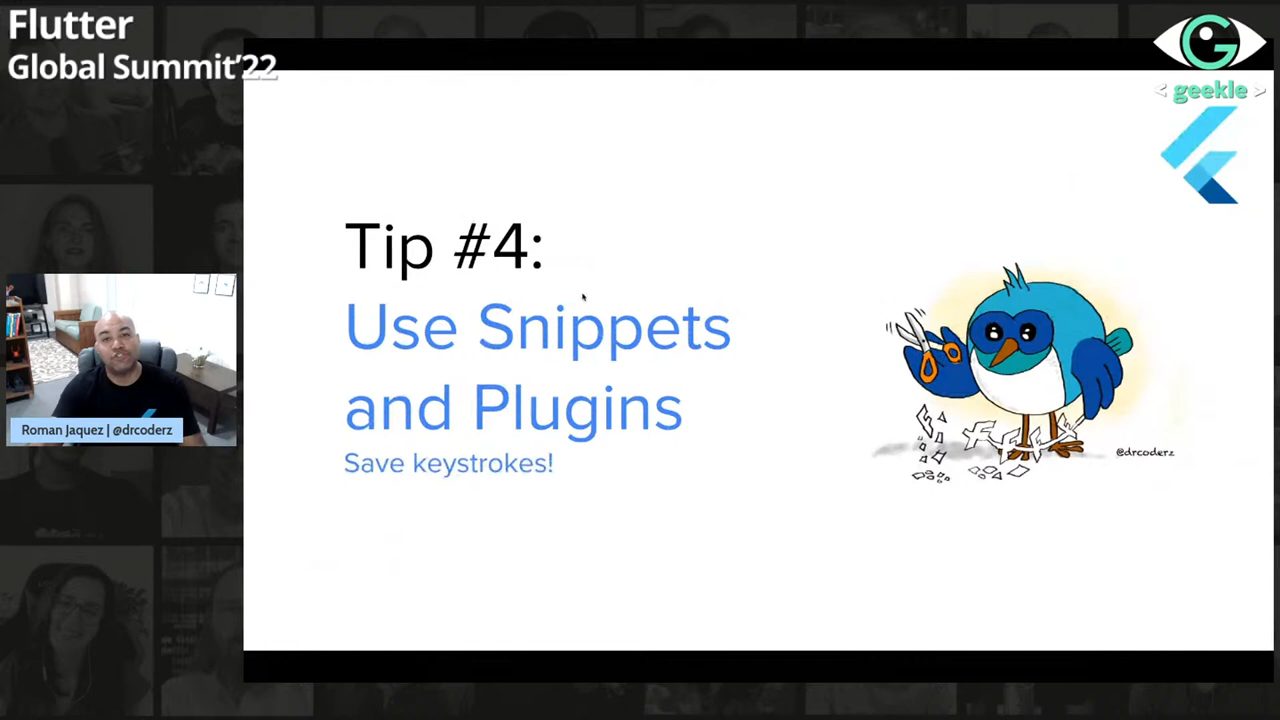 Flutter
Global Summit'22
< geekle >
Tip #4:
Use Snippets
and Plugins
Save keystrokes!
@drcoderz
Roman Jaquez | @drcoderz